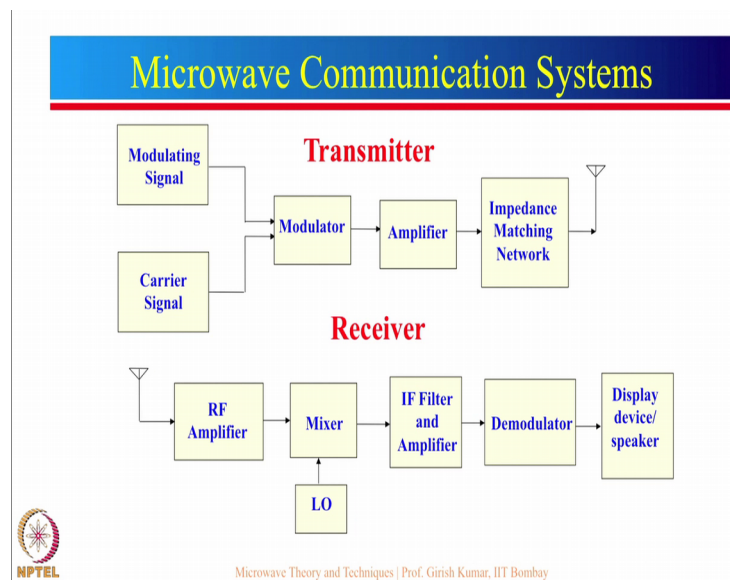 Microwave Communication Systems
Transmitter
Modulating
Signal
Carrier
Signal
Modulator
Amplifier
Impedance
Matching
Network
Receiver
RF
Amplifier
Mixer
LO
IF Filter
and
Amplifier
Demodulator
Display
device/
speaker
NPTEL
Microwave Theory and Techniques | Prof. Girish Kumar, IIT Bombay